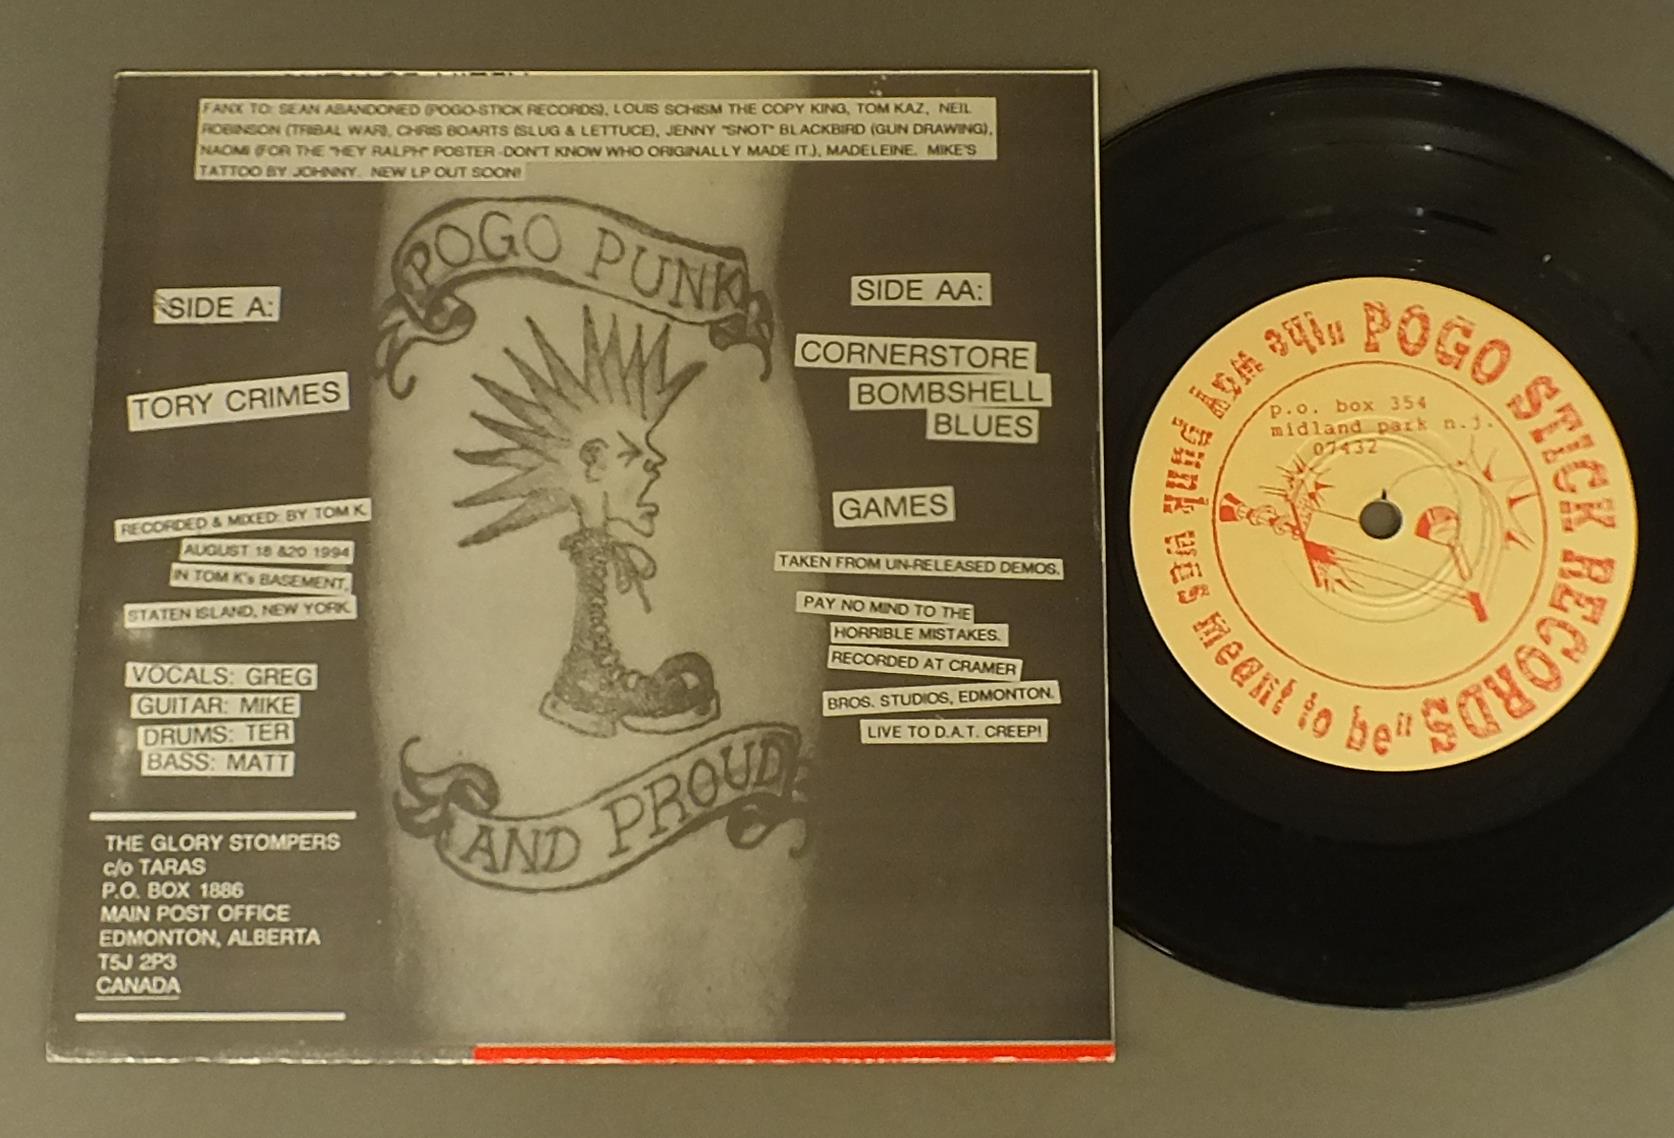 FANX TO: SEAN ABANDONED (POGO-STICK RECORDS), LOUIS SCHISM THE COPY KING, TOM KAZ, NEIL
ROBINSON (TRIBAL WAR), CHRIS BOARTS (SLUG & LETTUCE), JENNY "SNOT" BLACKBIRD (GUN DRAWING),
NAOMI (FOR THE "HEY RALPH" POSTER -DON'T KNOW WHO ORIGINALLY MADE IT.), MADELEINE. MIKE'S
TATTOO BY JOHNNY. NEW LP OUT SOON!
POGO PUNK
AND PROUD
SIDE A:
TORY CRIMES
RECORDED & MIXED: BY TOM K.
AUGUST 18 &20 1994
IN TOM K's BASEMENT,
STATEN ISLAND, NEW YORK.
VOCALS: GREG
GUITAR: MIKE
DRUMS: TER
BASS: MATT
THE GLORY STOMPERS
c/o TARAS
P.O. BOX 1886
MAIN POST OFFICE
EDMONTON, ALBERTA
T5J 2P3
CANADA
SIDE AA:
CORNERSTORE
BOMBSHELL
BLUES
GAMES
TAKEN FROM UN-RELEASED DEMOS.
PAY NO MIND TO THE
HORRIBLE MISTAKES.
RECORDED AT CRAMER
BROS. STUDIOS, EDMONTON.
LIVE TO D.A.T. CREEP!
POGO STICK RECORDS
"the way punk was meant to be"
p.o. box 354
midland park n.j.
07432